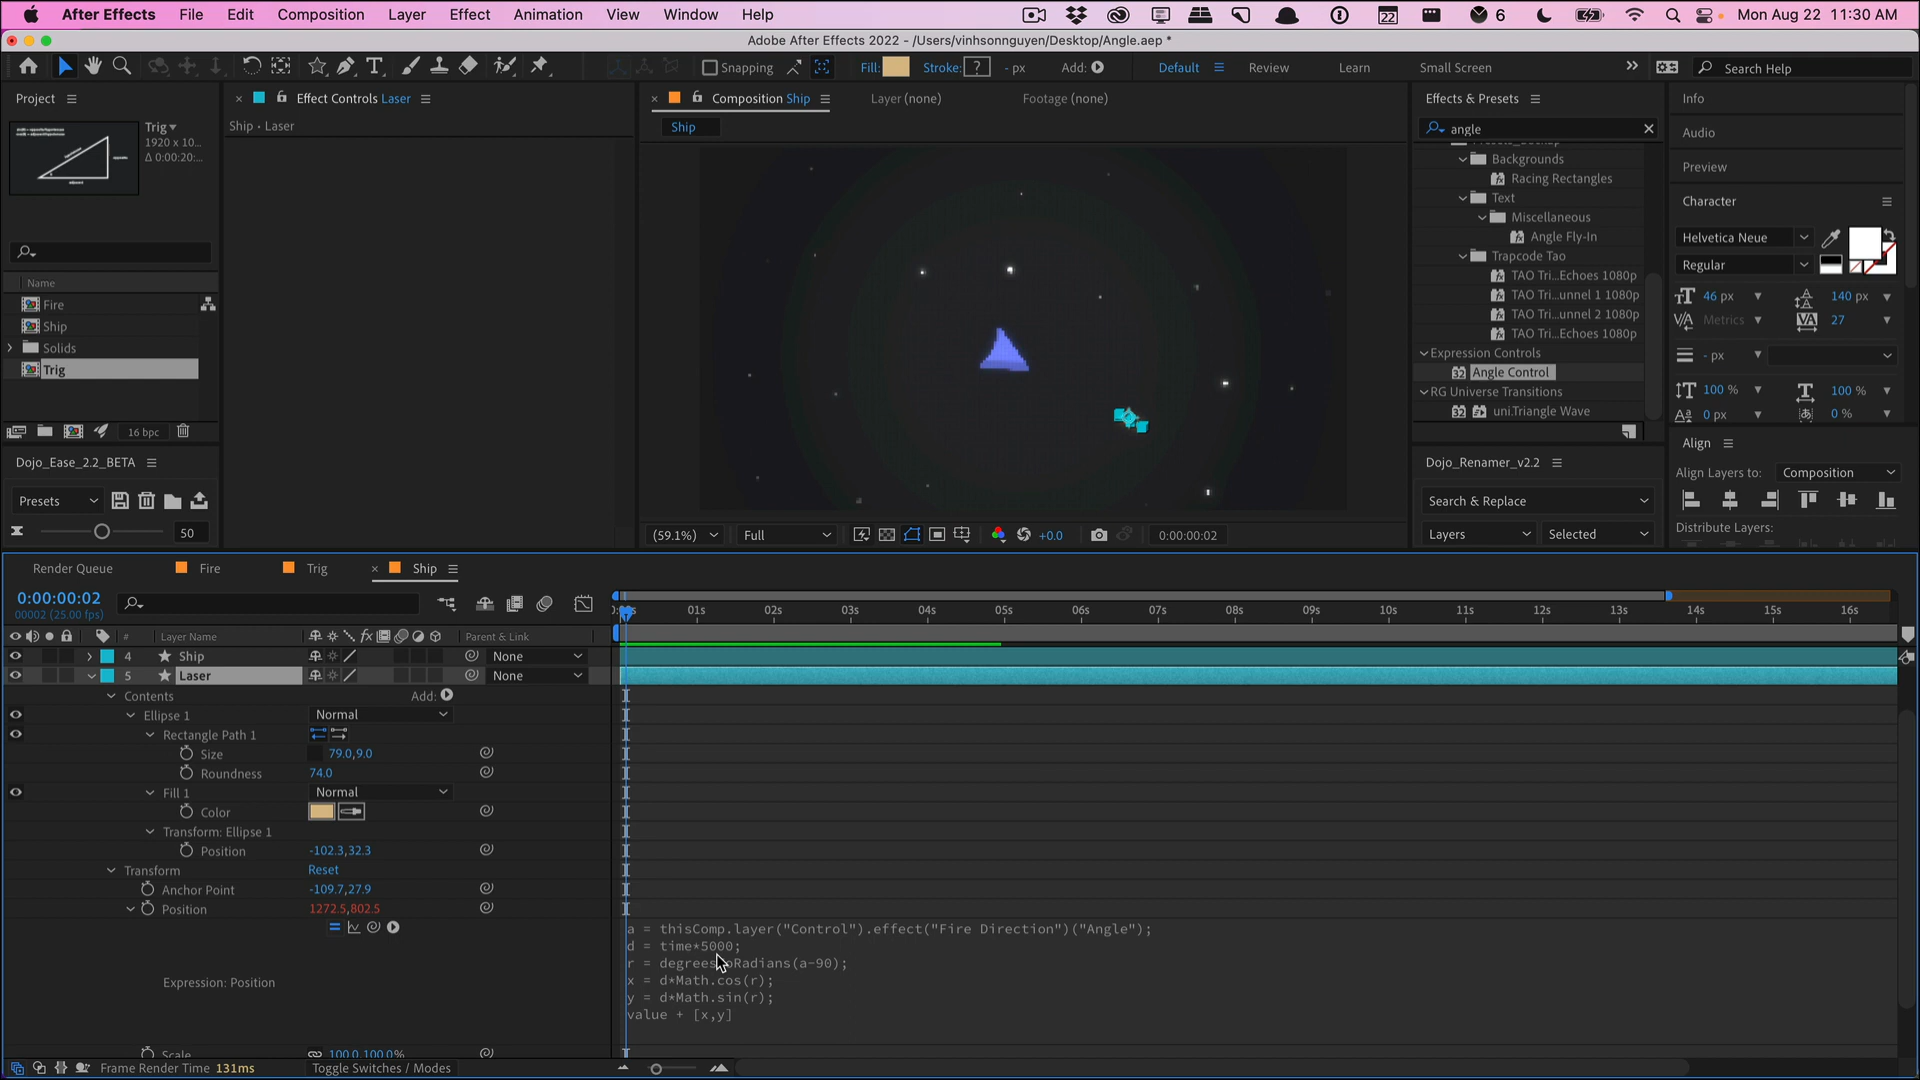 After Effects File Edit Composition Layer Effect Animation View Window Help 6 22 Mon Aug 22 11:30 AM
Adobe After Effects 2022 - /Users/vinhsonnguyen/Desktop/Angle.aep *
Snapping Fill: Stroke: ? - px Add: Default Review Learn Small Screen Search Help
Project Effect Controls Laser Composition Ship Layer (none) Footage (none) Effects & Presets Info
Ship • Laser
Ship
angle
Trig
1920 x 10...
Δ 0:00:20:...
Audio
Preview
Character
Backgrounds
Racing Rectangles
Text
Miscellaneous
Angle Fly-In
Trapcode Tao
TAO Tri...Echoes 1080p
TAO Tri...unnel 1 1080p
TAO Tri...unnel 2 1080p
TAO Tri...Echoes 1080p
Expression Controls
32 Angle Control
RG Universe Transitions
32 uni.Triangle Wave
Helvetica Neue
Regular
46 px 140 px
Metrics 27
- px
100 % 100 %
0 px 0 %
Name
Fire
Ship
Solids
Trig
16 bpc
Dojo_Ease_2.2_BETA
Presets
50
(59.1%) Full +0.0 0:00:00:02
Dojo_Renamer_v2.2
Search & Replace
Layers Selected
Align
Align Layers to: Composition
Distribute Layers:
Render Queue Fire Trig Ship
0:00:00:02
00002 (25.00 fps)
01s 02s 03s 04s 05s 06s 07s 08s 09s 10s 11s 12s 13s 14s 15s 16s
# Layer Name fx Parent & Link
4 Ship None
5 Laser None
Contents Add:
Ellipse 1 Normal
Rectangle Path 1
Size 79.0,9.0
Roundness 74.0
Fill 1 Normal
Color
Transform: Ellipse 1
Position -102.3,32.3
Transform Reset
Anchor Point -109.7,27.9
Position 1272.5,802.5
Expression: Position
a = thisComp.layer("Control").effect("Fire Direction")("Angle");
d = time*5000;
r = degreesToRadians(a-90);
x = d*Math.cos(r);
y = d*Math.sin(r);
value + [x,y]
Scale 100.0,100.0%
Frame Render Time 131ms Toggle Switches / Modes